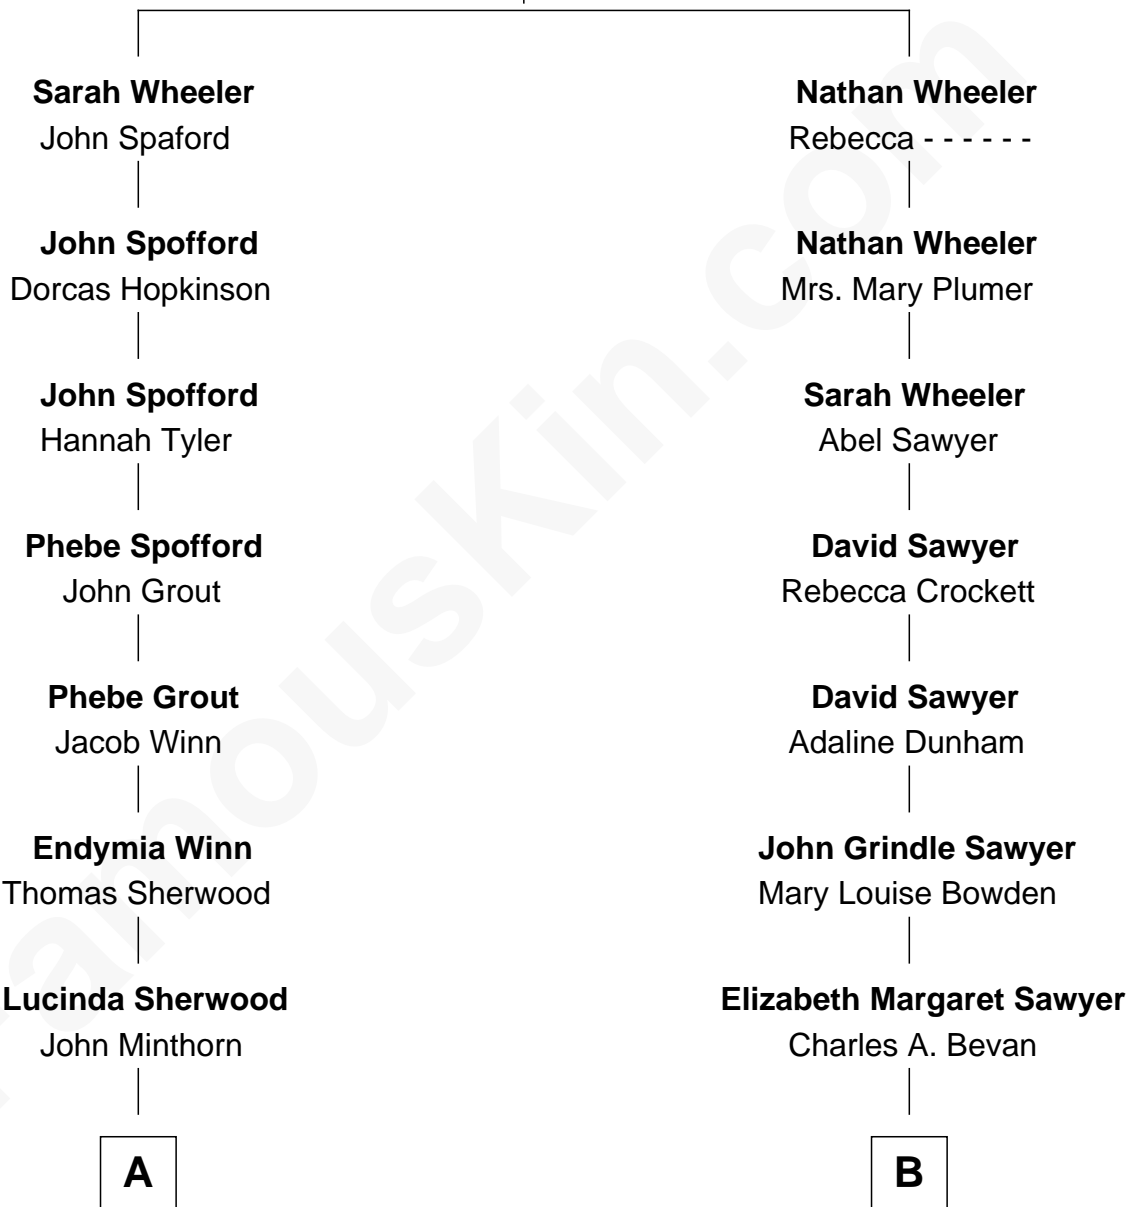 Sarah Wheeler
John Spaford
John Spofford
Dorcas Hopkinson
John Spofford
Hannah Tyler
Phebe Spofford
John Grout
Phebe Grout
Jacob Winn
Endymia Winn
Thomas Sherwood
Lucinda Sherwood
John Minthorn
A
Nathan Wheeler
Rebecca - - - - - -
Nathan Wheeler
Mrs. Mary Plumer
Sarah Wheeler
Abel Sawyer
David Sawyer
Rebecca Crockett
David Sawyer
Adaline Dunham
John Grindle Sawyer
Mary Louise Bowden
Elizabeth Margaret Sawyer
Charles A. Bevan
B
FamousKin.com